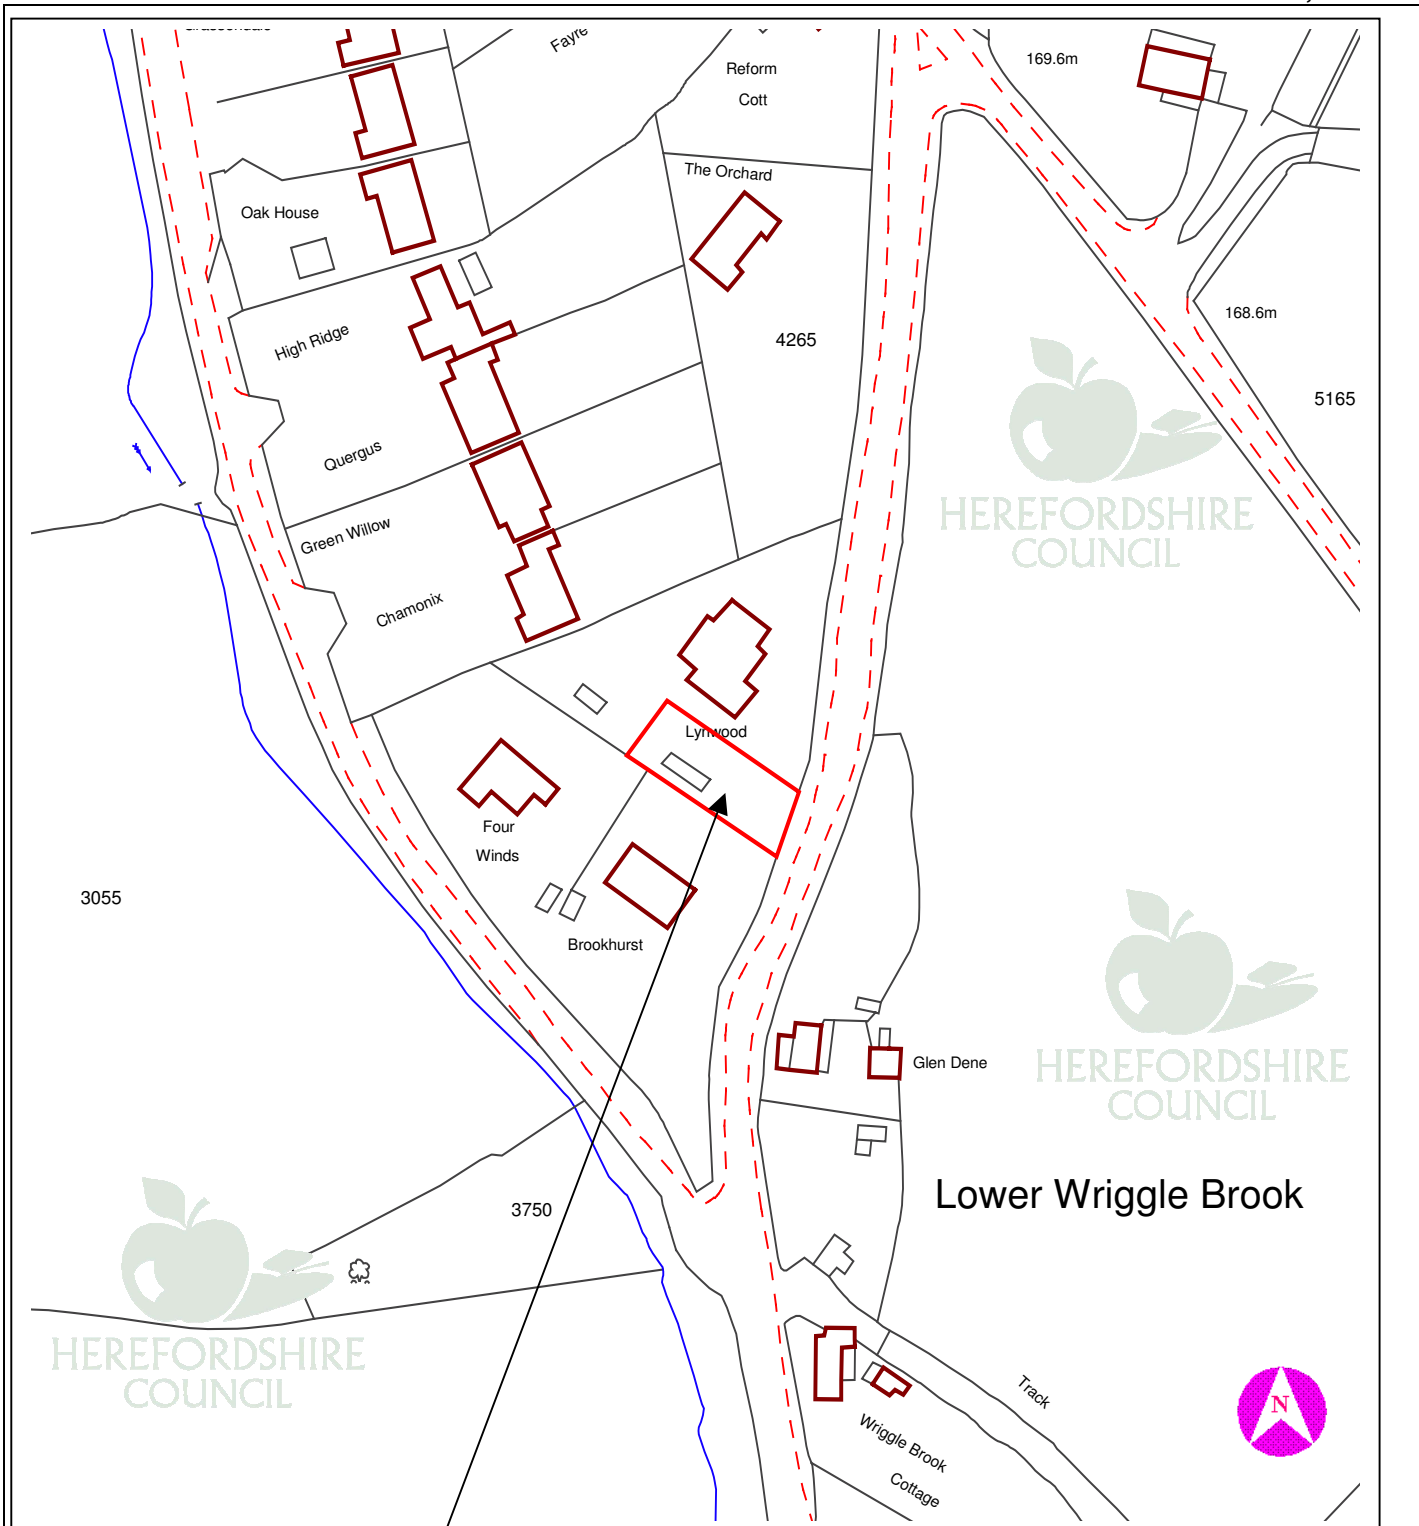 Fayre
Reform
Cott
169.6m
The Orchard
Oak House
High Ridge
4265
168.6m
5165
Quergus
Green Willow
HEREFORDSHIRE
COUNCIL
Chamonix
Lynwood
Four
Winds
3055
Brookhurst
Glen Dene
HEREFORDSHIRE
COUNCIL
Lower Wriggle Brook
3750
HEREFORDSHIRE
COUNCIL
Track
N
Wriggle Brook
Cottage